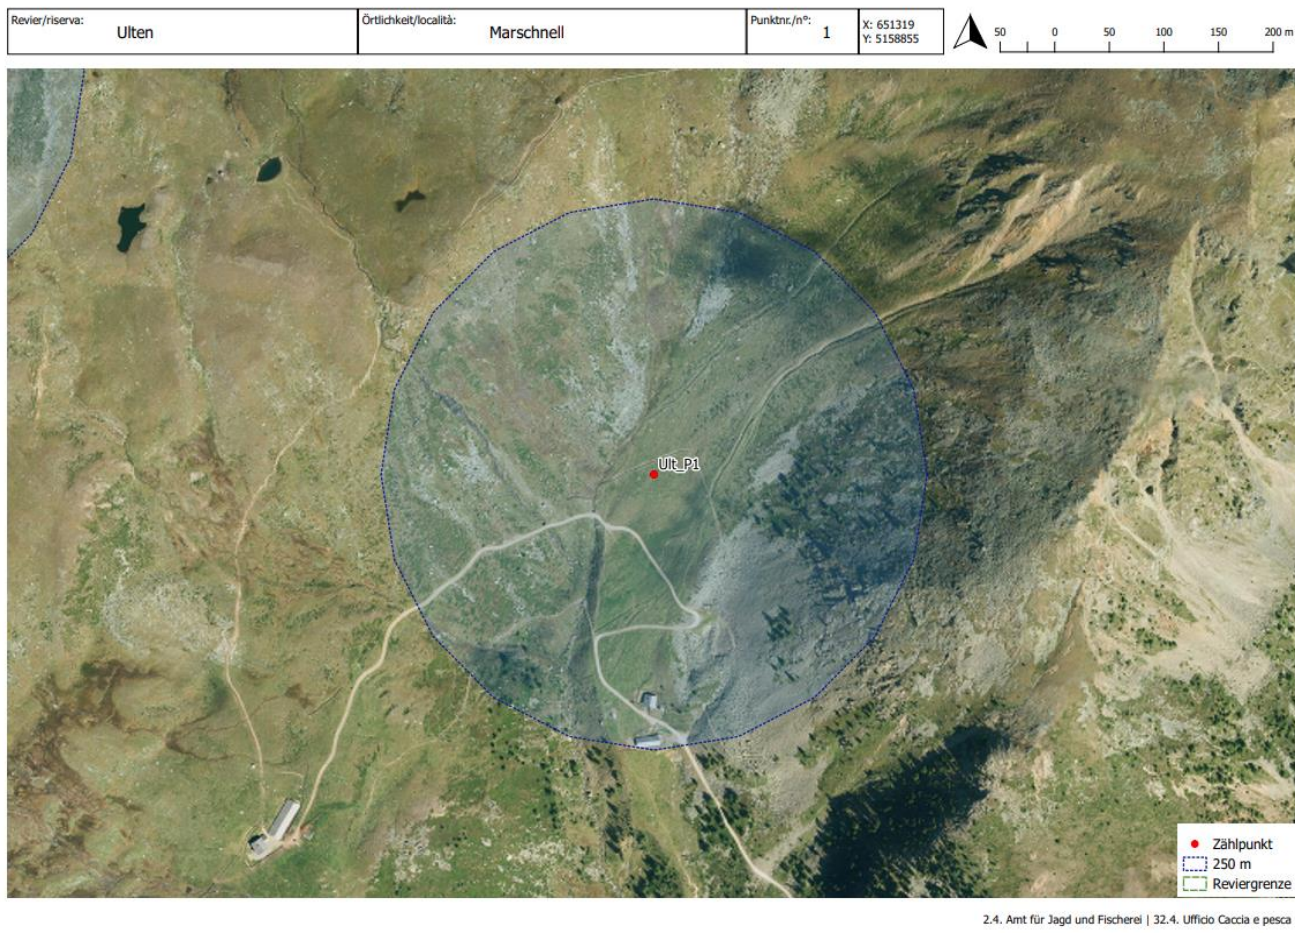 Revier/riserva:
Ulten
Örtlichkeit/località:
Marschnell
Punktnr./n°:
1
X: 651319
Y: 5158855
50 0 50 100 150 200 m
Ult_P1
Zählpunkt
250 m
Reviergrenze
2.4. Amt für Jagd und Fischerei | 32.4. Ufficio Caccia e pesca